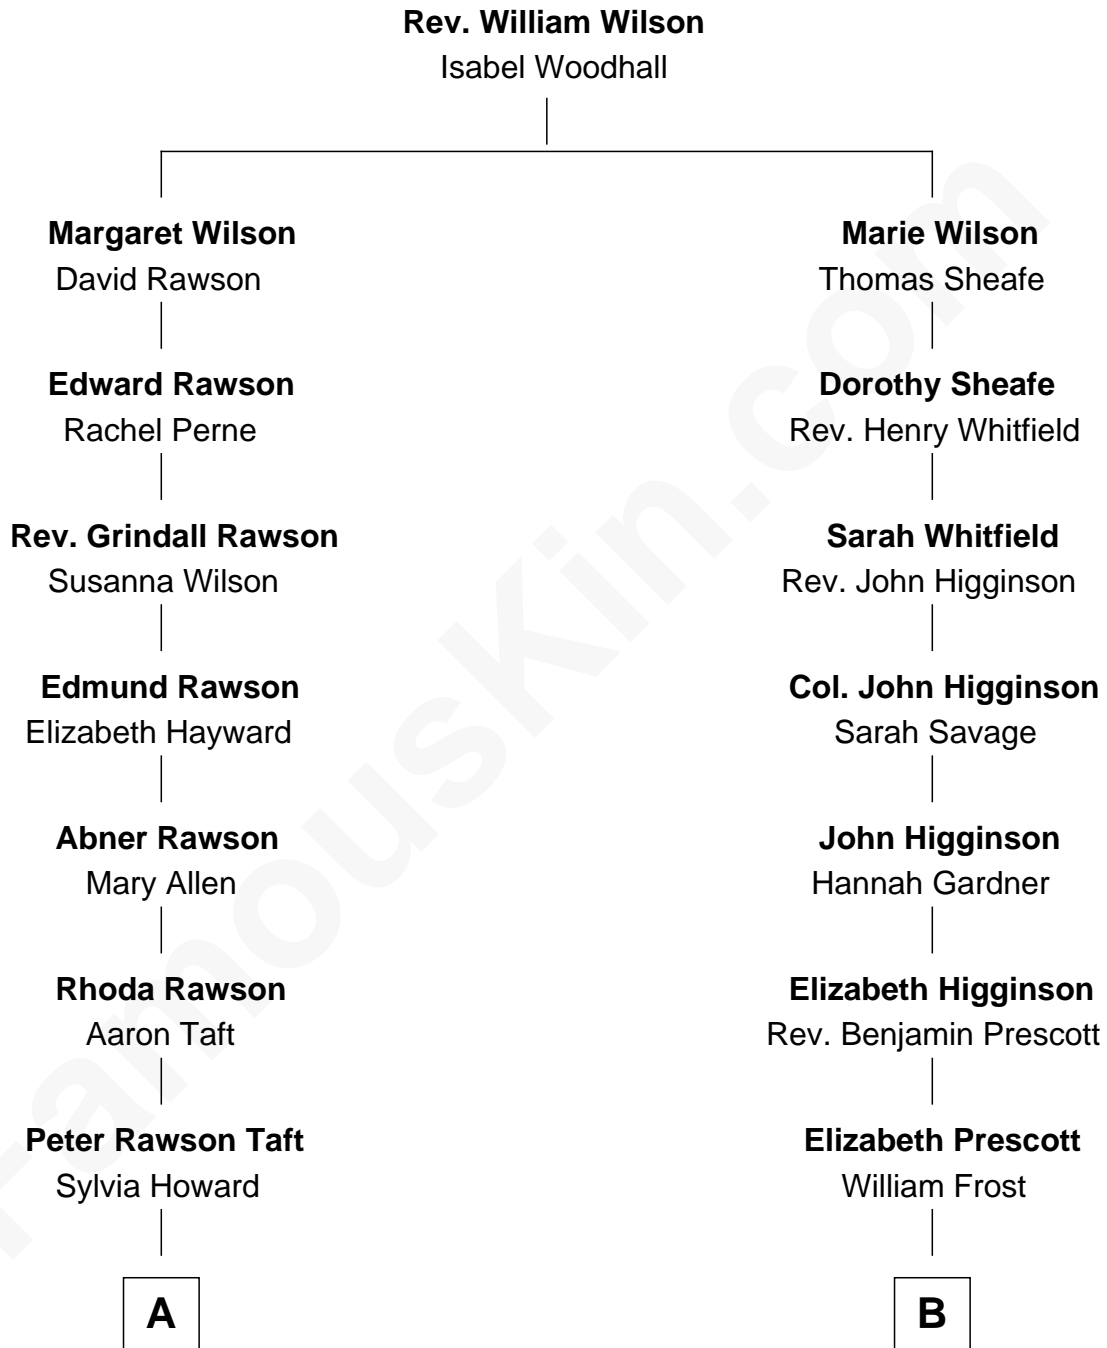 Rev. William Wilson
Isabel Woodhall
Margaret Wilson
David Rawson
Marie Wilson
Thomas Sheafe
Edward Rawson
Rachel Perne
Dorothy Sheafe
Rev. Henry Whitfield
Rev. Grindall Rawson
Susanna Wilson
Sarah Whitfield
Rev. John Higginson
Edmund Rawson
Elizabeth Hayward
Col. John Higginson
Sarah Savage
Abner Rawson
Mary Allen
John Higginson
Hannah Gardner
Rhoda Rawson
Aaron Taft
Elizabeth Higginson
Rev. Benjamin Prescott
Peter Rawson Taft
Sylvia Howard
Elizabeth Prescott
William Frost
A
B
FamousKin.com